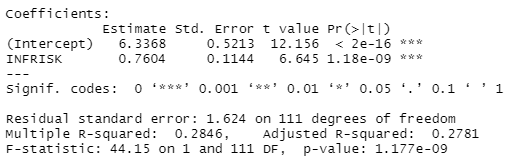 Coefficients:
Estimate Std. Error t value Pr(>|t|)
(Intercept) 6.3368 0.5213 12.156 < 2e-16 ***
INFRISK 0.7604 0.1144 6.645 1.18e-09 ***
---
Signif. codes: 0 ‘***’ 0.001 ‘**’ 0.01 ‘*’ 0.05 ‘.’ 0.1 ‘ ’ 1
Residual standard error: 1.624 on 111 degrees of freedom
Multiple R-squared: 0.2846, Adjusted R-squared: 0.2781
F-statistic: 44.15 on 1 and 111 DF, p-value: 1.177e-09